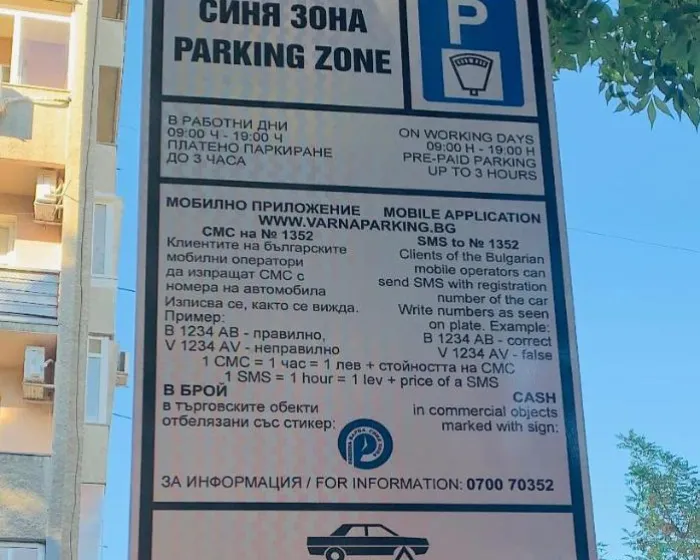 СИНЯ ЗОНА
PARKING ZONE
P
В РАБОТНИ ДНИ
09:00 Ч - 19:00 Ч
ПЛАТЕНО ПАРКИРАНЕ
ДО 3 ЧАСА
ON WORKING DAYS
09:00 H - 19:00 H
PRE-PAID PARKING
UP TO 3 HOURS
МОБИЛНО ПРИЛОЖЕНИЕ MOBILE APPLICATION
WWW.VARNAPARKING.BG
СМС на № 1352
Клиентите на българските
мобилни оператори
да изпращат СМС с
номера на автомобила
Изписва се, както се вижда.
Пример:
В 1234 АВ - правилно,
V 1234 AV - неправилно
SMS to № 1352
Clients of the Bulgarian
mobile operators can
send SMS with registration
number of the car
Write numbers as seen
on plate. Example:
B 1234 AB - correct
V 1234 AV - false
1 СМС = 1 час = 1 лев + стойността на СМС
1 SMS = 1 hour = 1 lev + price of a SMS
В БРОЙ
в търговските обекти
отбелязани със стикер:
CASH
in commercial objects
marked with sign:
ЗА ИНФОРМАЦИЯ / FOR INFORMATION: 0700 70352